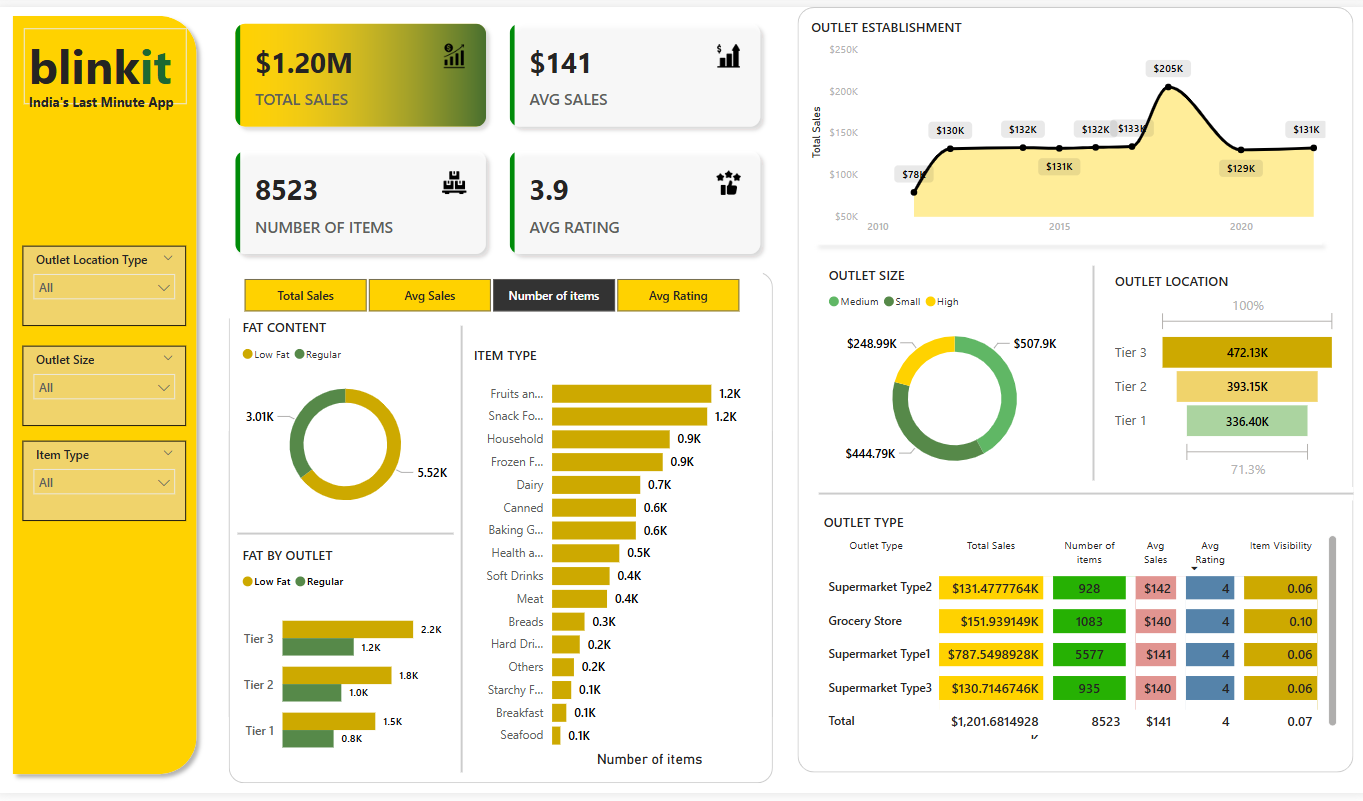 blinkit
India's Last Minute App
Outlet Location Type
All
Outlet Size
All
Item Type
All
$1.20M
TOTAL SALES
$141
AVG SALES
8523
NUMBER OF ITEMS
3.9
AVG RATING
Total Sales
Avg Sales
Number of items
Avg Rating
FAT CONTENT
Low Fat
Regular
3.01K
5.52K
FAT BY OUTLET
Low Fat
Regular
Tier 3
2.2K
1.2K
Tier 2
1.8K
1.0K
Tier 1
1.5K
0.8K
ITEM TYPE
Fruits an... 1.2K
Snack Fo... 1.2K
Household 0.9K
Frozen F... 0.9K
Dairy 0.7K
Canned 0.6K
Baking G... 0.6K
Health a... 0.5K
Soft Drinks 0.4K
Meat 0.4K
Breads 0.3K
Hard Dri... 0.2K
Others 0.2K
Starchy F... 0.1K
Breakfast 0.1K
Seafood 0.1K
Number of items
OUTLET ESTABLISHMENT
Total Sales
$250K
$200K
$150K
$100K
$50K
$78K
$130K
$132K
$131K
$132K
$133K
$205K
$129K
$131K
2010
2015
2020
OUTLET SIZE
Medium
Small
High
$248.99K
$507.9K
$444.79K
OUTLET LOCATION
100%
Tier 3 472.13K
Tier 2 393.15K
Tier 1 336.40K
71.3%
OUTLET TYPE
Outlet Type Total Sales Number of items Avg Sales Avg Rating Item Visibility
Supermarket Type2 $131.4777764K 928 $142 4 0.06
Grocery Store $151.939149K 1083 $140 4 0.10
Supermarket Type1 $787.5498928K 5577 $141 4 0.06
Supermarket Type3 $130.7146746K 935 $140 4 0.06
Total $1,201.6814928K 8523 $141 4 0.07